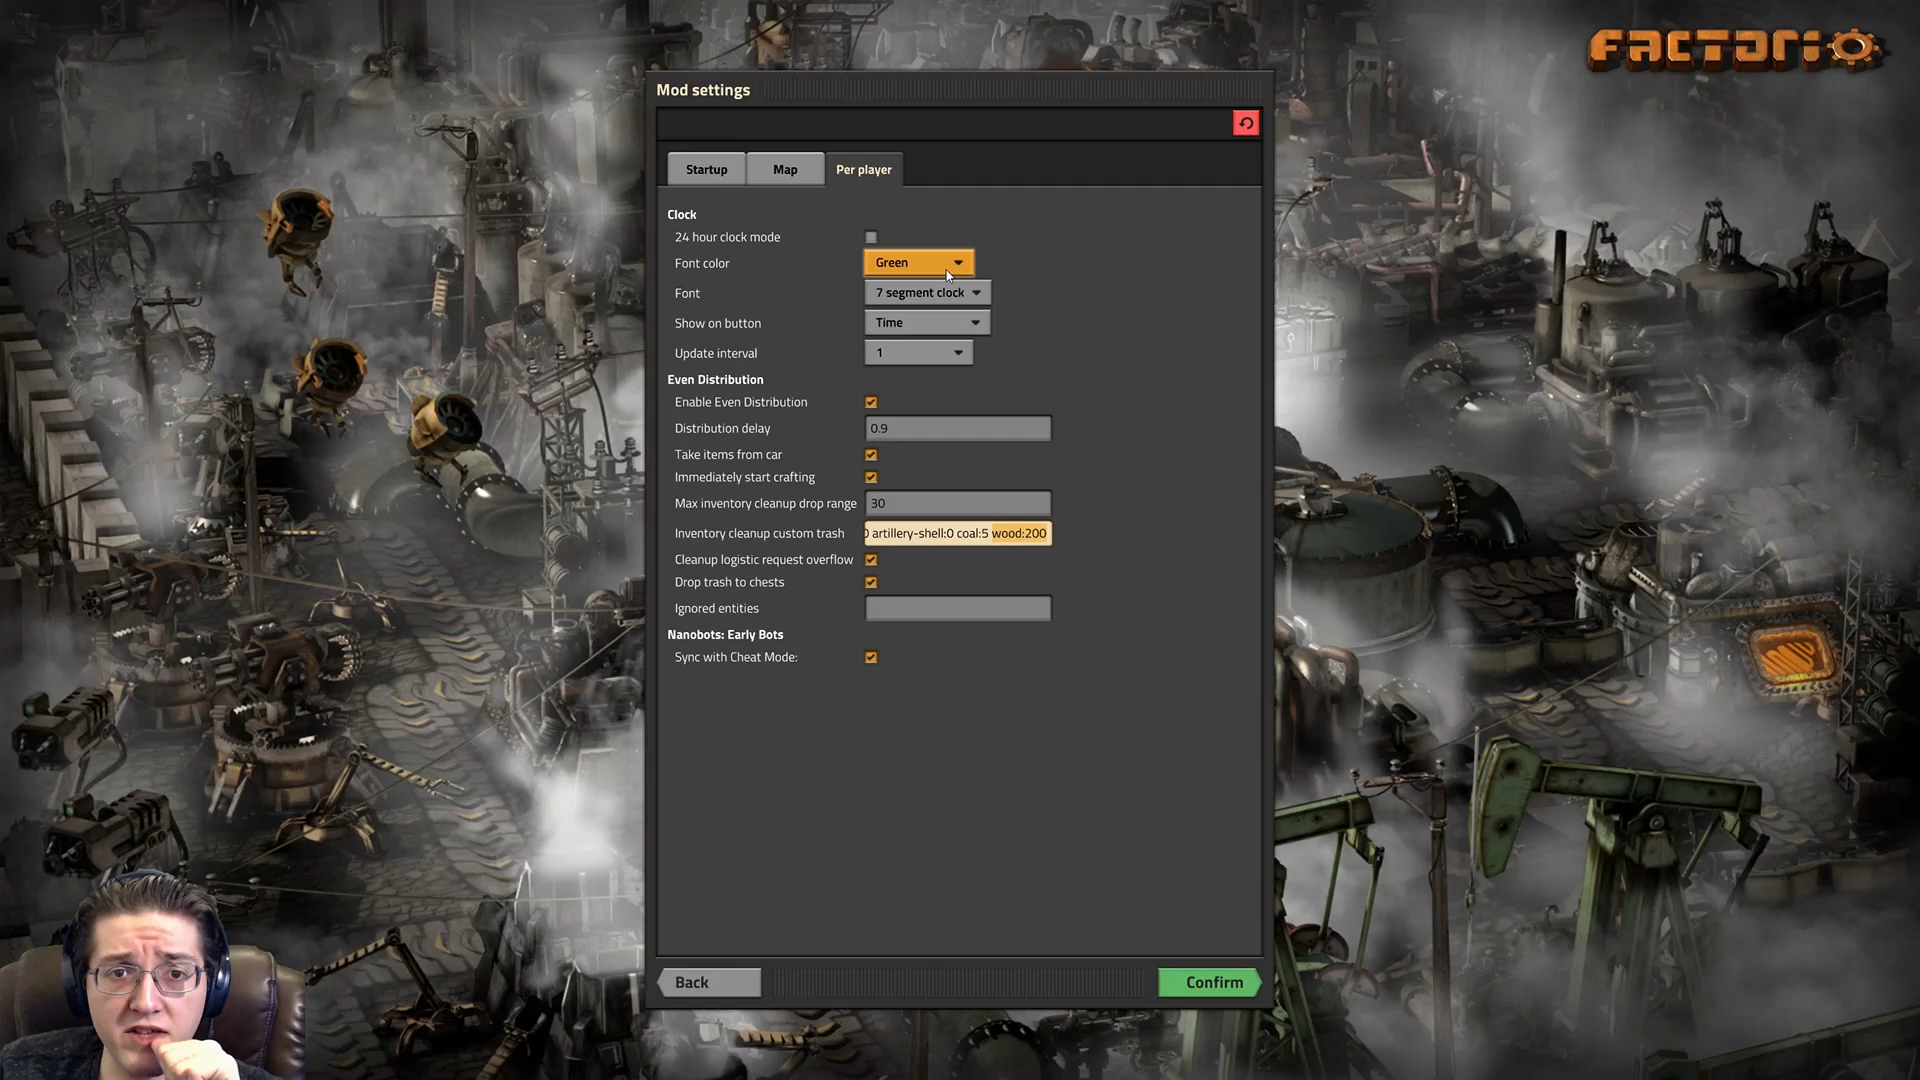 FACTORIO
Mod settings
Startup Map Per player
Clock
24 hour clock mode
Font color Green
Font 7 segment clock
Show on button Time
Update interval 1
Even Distribution
Enable Even Distribution
Distribution delay 0.9
Take items from car
Immediately start crafting
Max inventory cleanup drop range 30
Inventory cleanup custom trash artillery-shell:0 coal:5 wood:200
Cleanup logistic request overflow
Drop trash to chests
Ignored entities
Nanobots: Early Bots
Sync with Cheat Mode:
Back Confirm